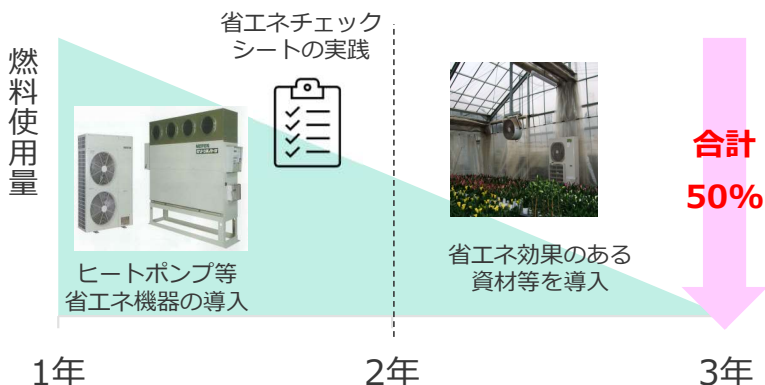 省エネチェック
シートの実践
燃料使用量
ヒートポンプ等
省エネ機器の導入
省エネ効果のある
資材等を導入
合計
50%
1年
2年
3年